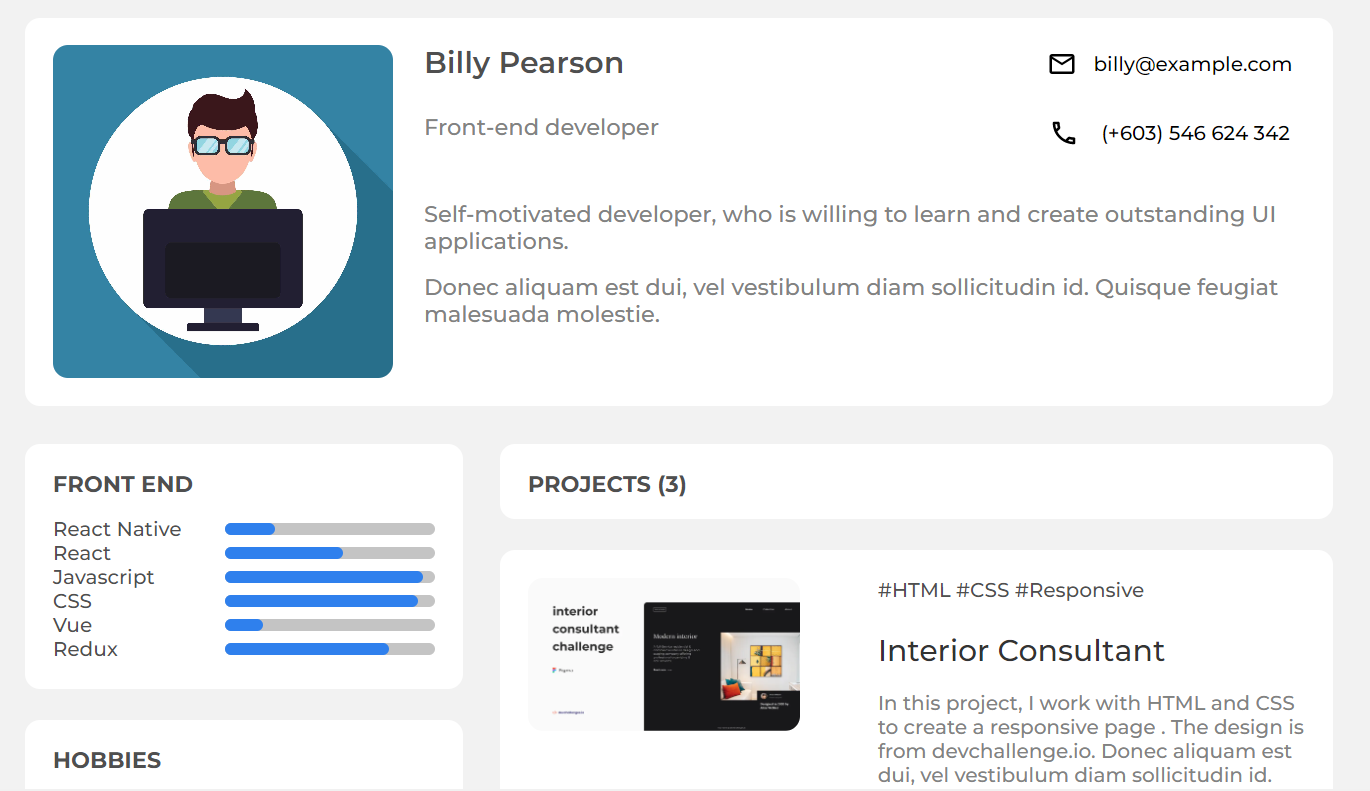 Billy Pearson
billy@example.com
Front-end developer
(+603) 546 624 342
Self-motivated developer, who is willing to learn and create outstanding UI
applications.
Donec aliquam est dui, vel vestibulum diam sollicitudin id. Quisque feugiat
malesuada molestie.
FRONT END
React Native
React
Javascript
CSS
Vue
Redux
HOBBIES
PROJECTS (3)
interior
consultant
challenge
Modern interior
#HTML #CSS #Responsive
Interior Consultant
In this project, I work with HTML and CSS
to create a responsive page . The design is
from devchallenge.io. Donec aliquam est
dui, vel vestibulum diam sollicitudin id.